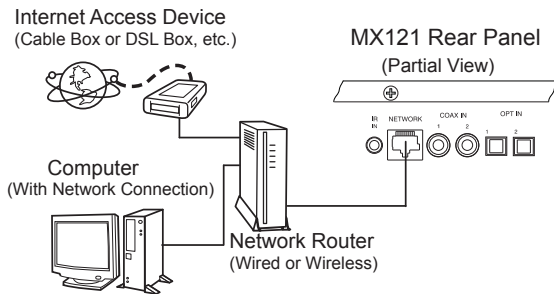 Internet Access Device
(Cable Box or DSL Box, etc.)
MX121 Rear Panel
(Partial View)
IR IN
NETWORK
COAX IN
1 2
OPT IN
1 2
Computer
(With Network Connection)
Network Router
(Wired or Wireless)